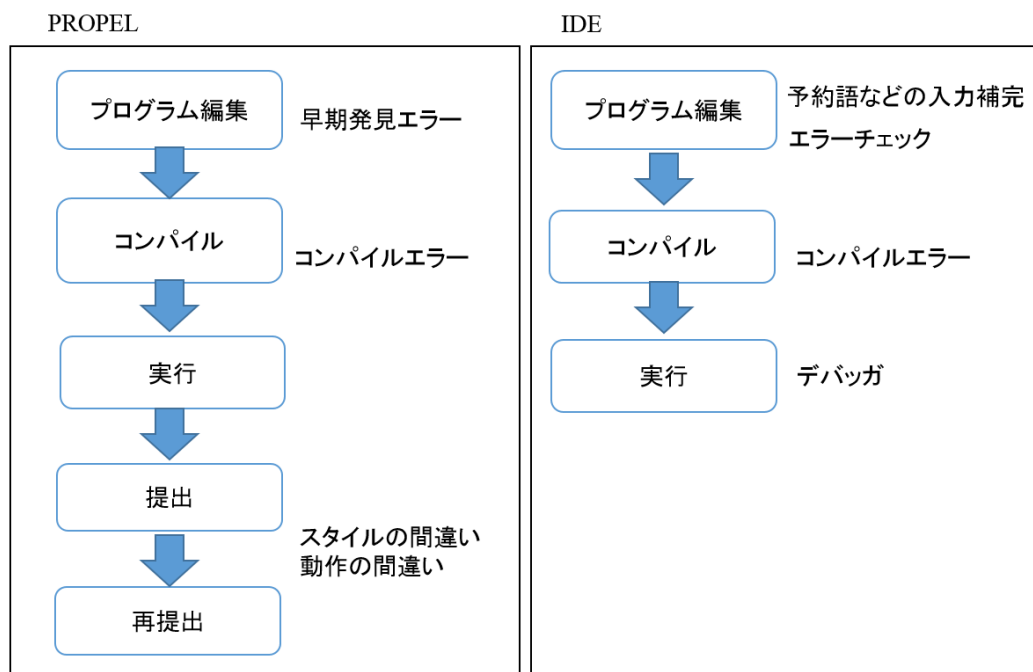 PROPEL
プログラム編集
早期発見エラー
コンパイル
コンパイルエラー
実行
提出
スタイルの間違い
動作の間違い
再提出
IDE
プログラム編集
予約語などの入力補完
エラーチェック
コンパイル
コンパイルエラー
実行
デバッガ